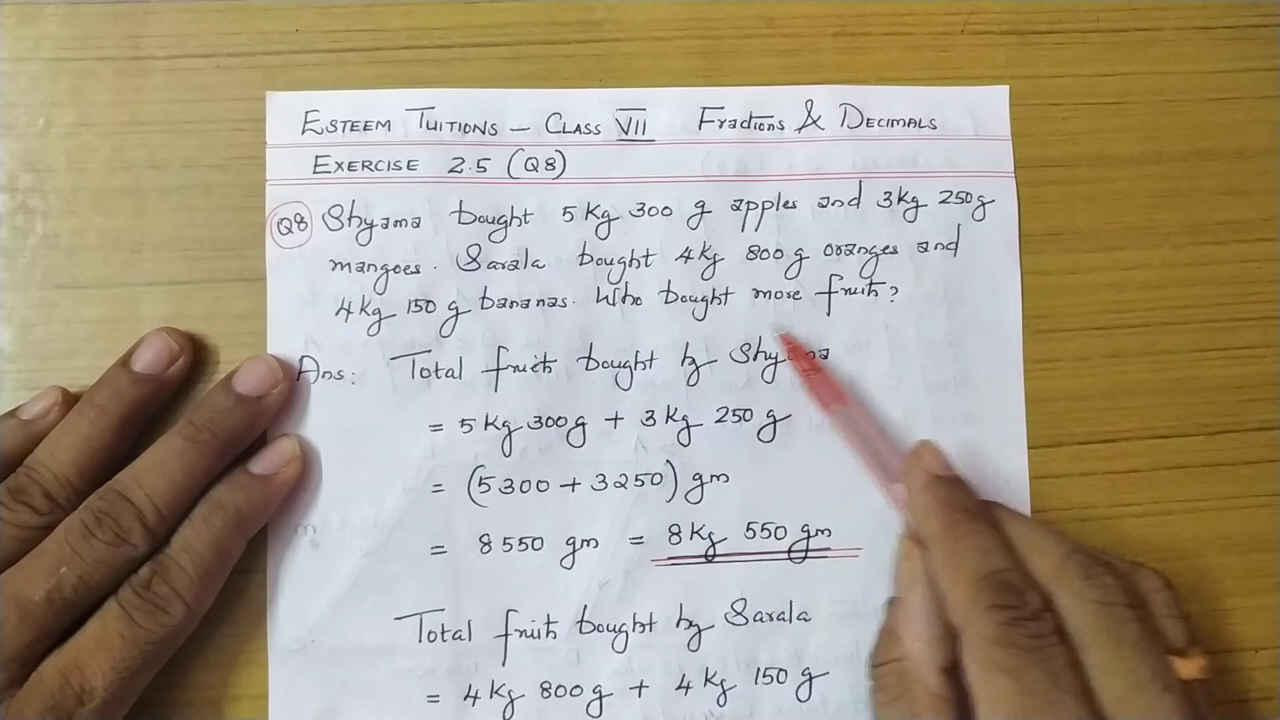 ESTEEM TUITIONS - CLASS VII Fractions & DECIMALS
EXERCISE 2.5 (Q8)
Q8 Shyama bought 5 Kg 300 g apples and 3 Kg 250 g
mangoes. Sarala bought 4 Kg 800 g oranges and
4 Kg 150 g bananas. Who bought more fruits?
Ans: Total fruits bought by Shyama
= 5 Kg 300 g + 3 Kg 250 g
= (5300 + 3250) gm
= 8550 gm = 8 Kg 550 gm
Total fruits bought by Sarala
= 4 Kg 800 g + 4 Kg 150 g